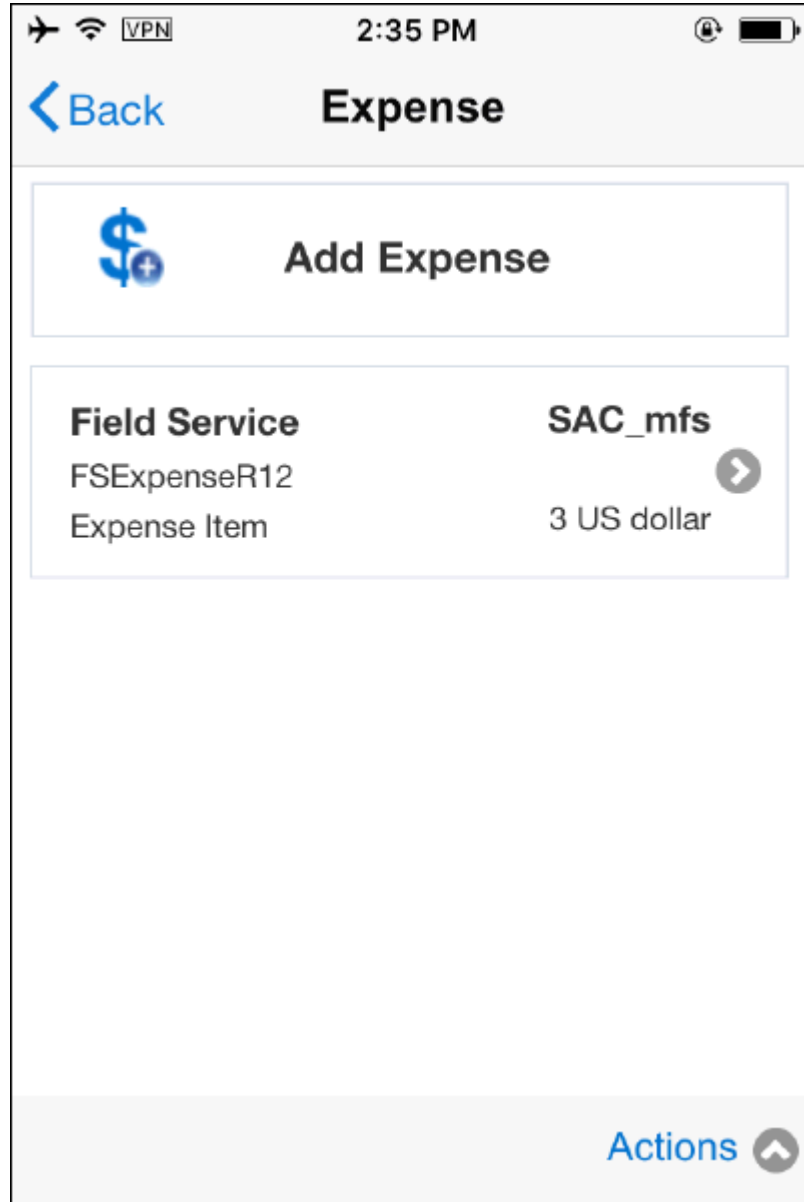 VPN 2:35 PM
Back Expense
Add Expense
Field Service SAC_mfs
FSExpenseR12
Expense Item 3 US dollar
Actions